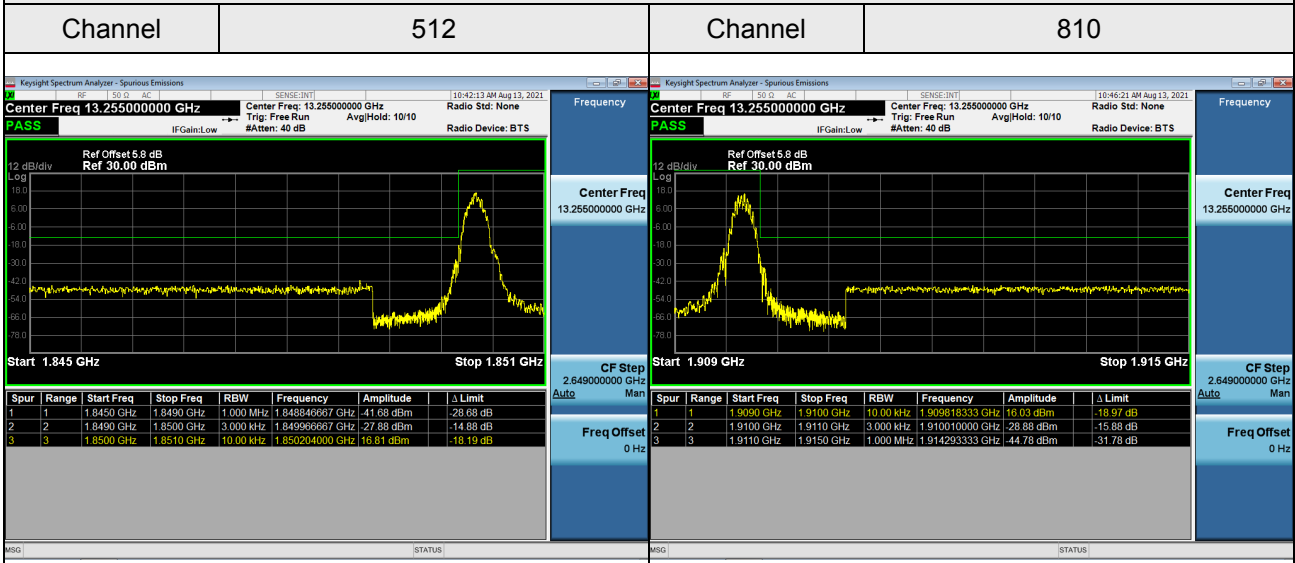 Channel 512 Channel 810
Keysight Spectrum Analyzer - Spurious Emissions
RF 50 Ω AC SENSE:INT 10:42:13 AM Aug 13, 2021
Center Freq 13.255000000 GHz Center Freq: 13.255000000 GHz Radio Std: None
Trig: Free Run Avg|Hold: 10/10
PASS IFGain:Low #Atten: 40 dB Radio Device: BTS
Ref Offset 5.8 dB
12 dB/div Ref 30.00 dBm
Log
18.0
6.00
-6.00
-18.0
-30.0
-42.0
-54.0
-66.0
-78.0
Start 1.845 GHz Stop 1.851 GHz
Spur Range Start Freq Stop Freq RBW Frequency Amplitude Δ Limit
1 1 1.8450 GHz 1.8490 GHz 1.000 MHz 1.848846667 GHz -41.68 dBm -28.68 dB
2 2 1.8490 GHz 1.8500 GHz 3.000 kHz 1.849966667 GHz -27.88 dBm -14.88 dB
3 3 1.8500 GHz 1.8510 GHz 10.00 kHz 1.850204000 GHz 16.81 dBm -18.19 dB
MSG STATUS
Frequency
Center Freq
13.255000000 GHz
CF Step
2.649000000 GHz
Auto Man
Freq Offset
0 Hz
Keysight Spectrum Analyzer - Spurious Emissions
RF 50 Ω AC SENSE:INT 10:46:21 AM Aug 13, 2021
Center Freq 13.255000000 GHz Center Freq: 13.255000000 GHz Radio Std: None
Trig: Free Run Avg|Hold: 10/10
PASS IFGain:Low #Atten: 40 dB Radio Device: BTS
Ref Offset 5.8 dB
12 dB/div Ref 30.00 dBm
Log
18.0
6.00
-6.00
-18.0
-30.0
-42.0
-54.0
-66.0
-78.0
Start 1.909 GHz Stop 1.915 GHz
Spur Range Start Freq Stop Freq RBW Frequency Amplitude Δ Limit
1 1 1.9090 GHz 1.9100 GHz 10.00 kHz 1.909818333 GHz 16.03 dBm -18.97 dB
2 2 1.9100 GHz 1.9110 GHz 3.000 kHz 1.910010000 GHz -28.88 dBm -15.88 dB
3 3 1.9110 GHz 1.9150 GHz 1.000 MHz 1.914293333 GHz -44.78 dBm -31.78 dB
MSG STATUS
Frequency
Center Freq
13.255000000 GHz
CF Step
2.649000000 GHz
Auto Man
Freq Offset
0 Hz